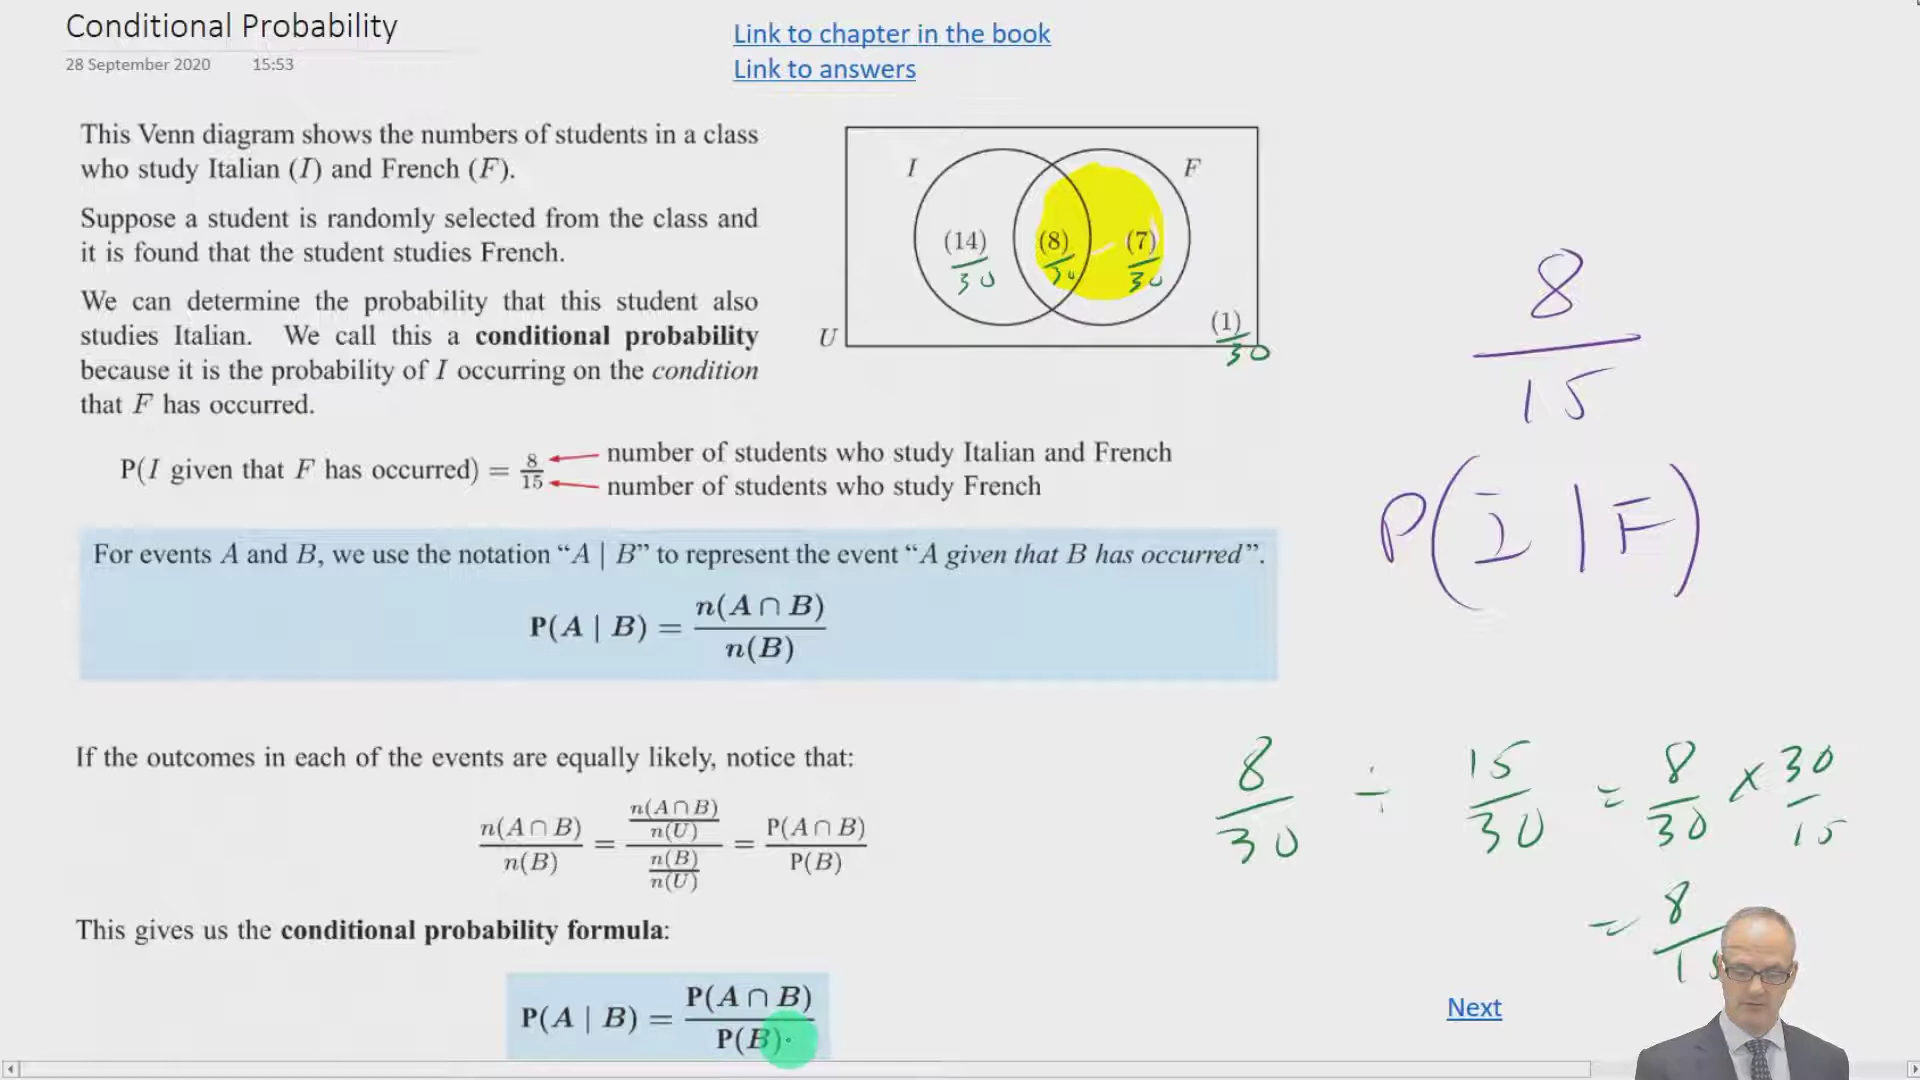 Conditional Probability
28 September 2020 15:53
Link to chapter in the book
Link to answers
This Venn diagram shows the numbers of students in a class
who study Italian (I) and French (F).
Suppose a student is randomly selected from the class and
it is found that the student studies French.
We can determine the probability that this student also
studies Italian. We call this a conditional probability
because it is the probability of I occurring on the condition
that F has occurred.
I F
(14) (8) (7)
30 30 30
(1)
U
30
8
15
P(I given that F has occurred) = 8/15
number of students who study Italian and French
number of students who study French
P(I | F)
For events A and B, we use the notation “A | B” to represent the event “A given that B has occurred”.
P(A | B) = n(A ∩ B) / n(B)
If the outcomes in each of the events are equally likely, notice that:
n(A ∩ B) / n(B) = (n(A ∩ B) / n(U)) / (n(B) / n(U)) = P(A ∩ B) / P(B)
8/30 ÷ 15/30 = 8/30 × 30/15
= 8/15
This gives us the conditional probability formula:
P(A | B) = P(A ∩ B) / P(B)
Next